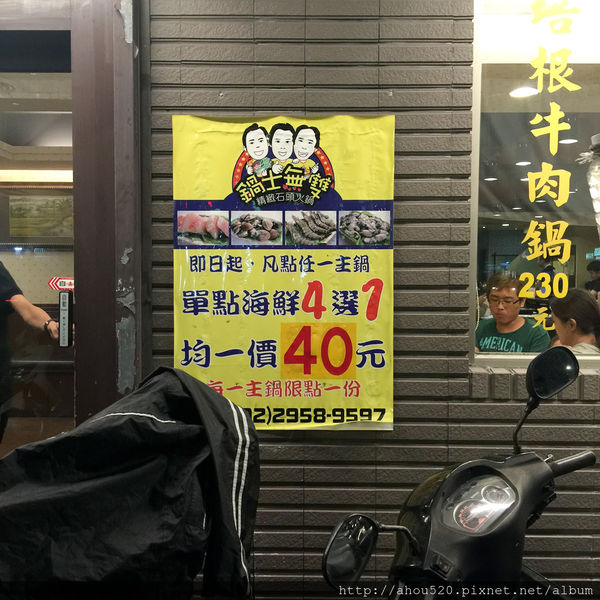 鍋士無雙
精緻石頭火鍋
即日起，凡點任一主鍋
單點海鮮4選1
均一價40元
每一主鍋限點一份
02)2958-9597
培根牛肉鍋
230
元
AMERICAN
http://ahou520.pixnet.net/album